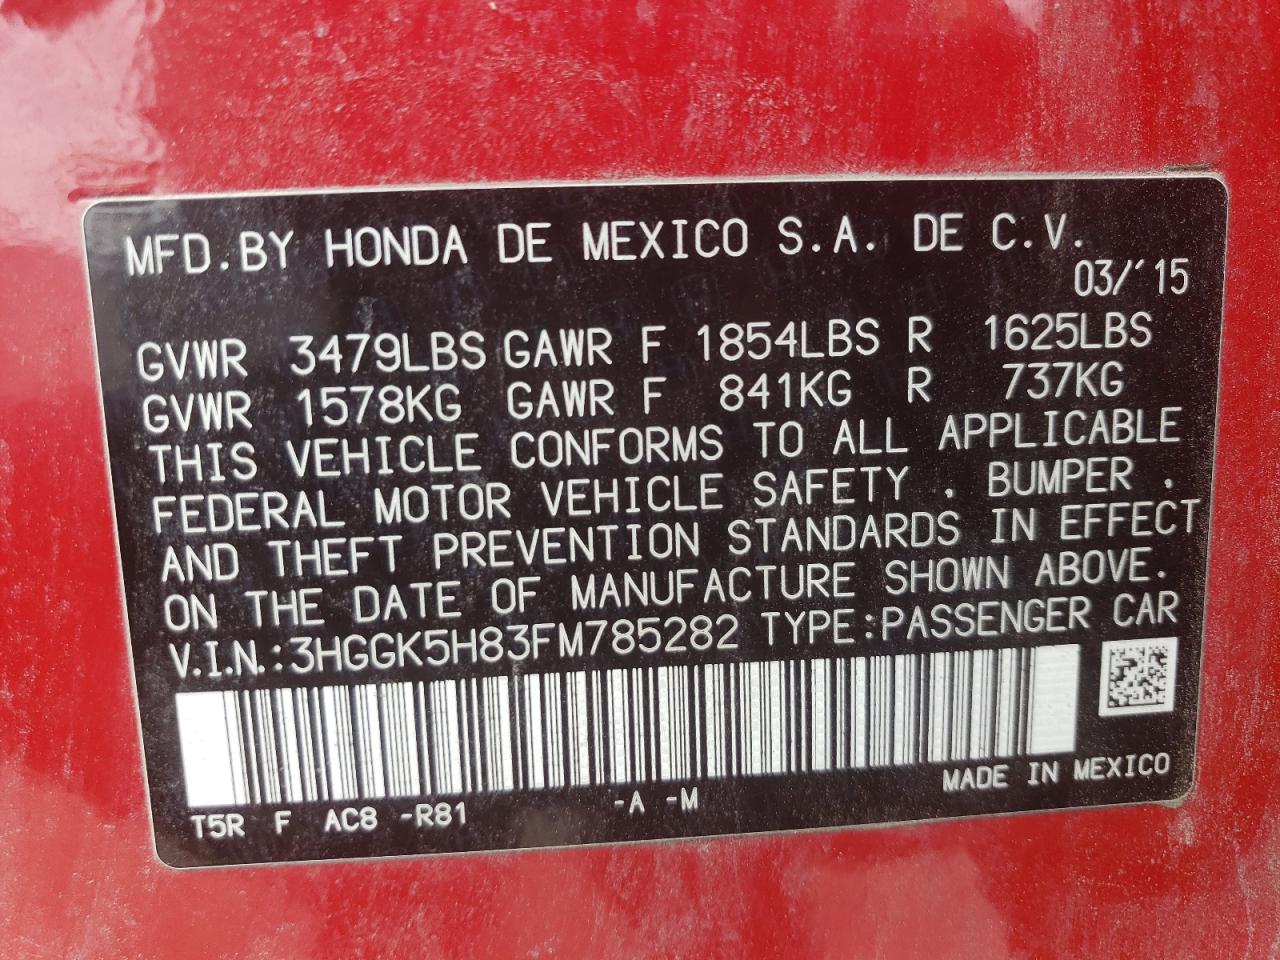 MFD.BY HONDA DE MEXICO S.A. DE C.V.
03/´15
GVWR 3479LBS GAWR F 1854LBS R 1625LBS
GVWR 1578KG GAWR F 841KG R 737KG
THIS VEHICLE CONFORMS TO ALL APPLICABLE
FEDERAL MOTOR VEHICLE SAFETY , BUMPER ,
AND THEFT PREVENTION STANDARDS IN EFFECT
ON THE DATE OF MANUFACTURE SHOWN ABOVE.
V.I.N.:3HGGK5H83FM785282 TYPE:PASSENGER CAR
MADE IN MEXICO
T5R F AC8 -R81 -A -M